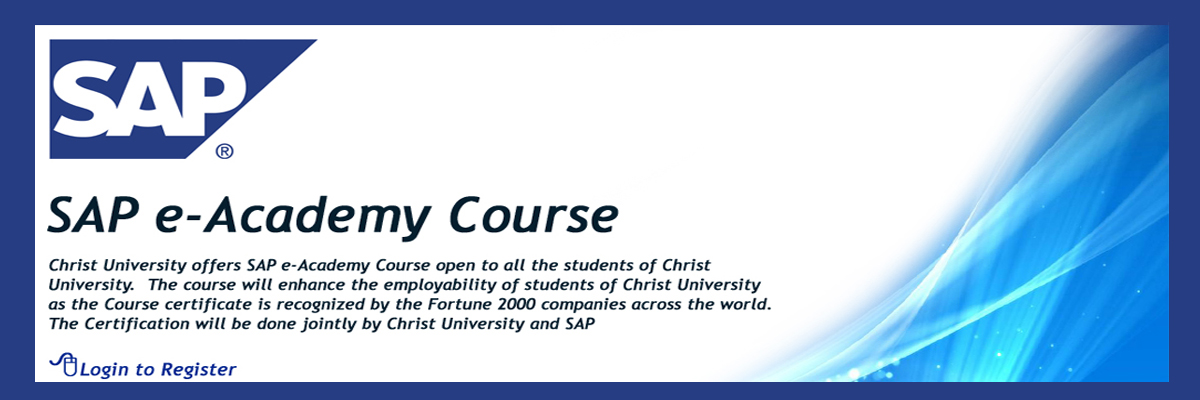 SAP
®
SAP e-Academy Course
Christ University offers SAP e-Academy Course open to all the students of Christ
University.  The course will enhance the employability of students of Christ University
as the Course certificate is recognized by the Fortune 2000 companies across the world.
The Certification will be done jointly by Christ University and SAP
Login to Register